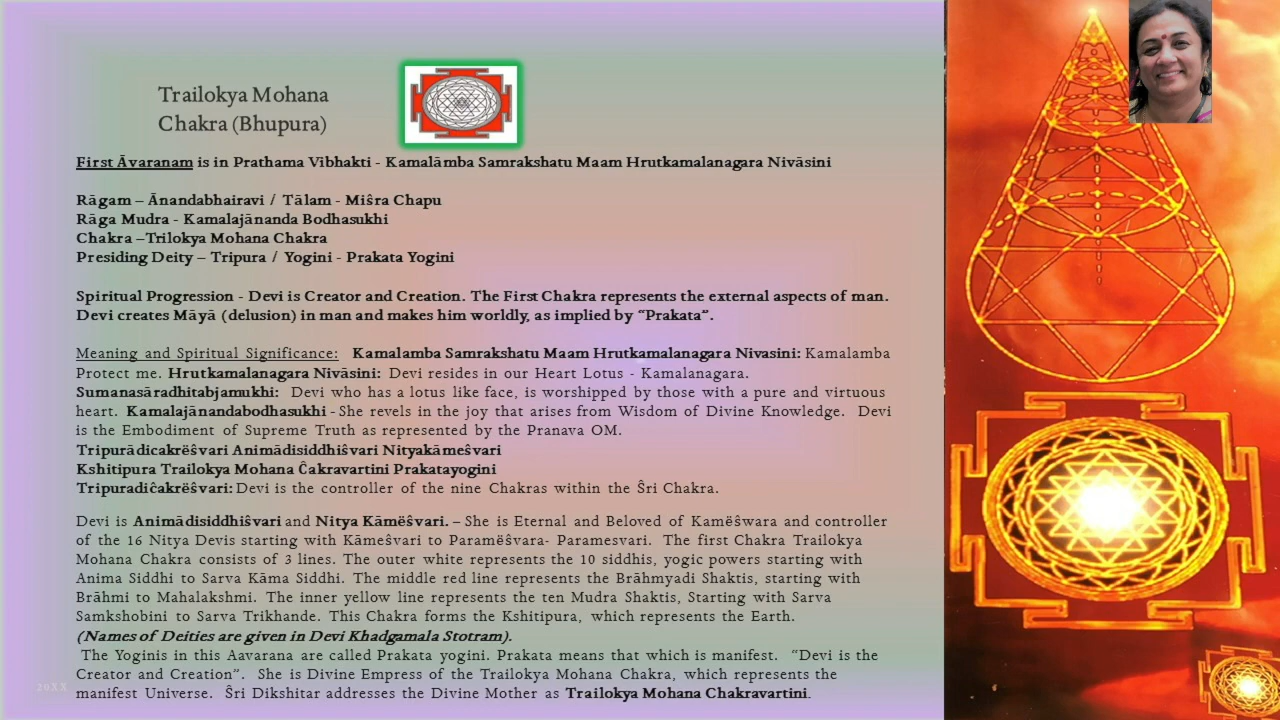 Trailokya Mohana
Chakra (Bhupura)
First Āvaranam is in Prathama Vibhakti - Kamalāmba Samrakshatu Maam Hrutkamalanagara Nivāsini
Rāgam – Ānandabhairavi / Tālam - Miŝra Chapu
Rāga Mudra - Kamalajānanda Bodhasukhi
Chakra –Trilokya Mohana Chakra
Presiding Deity – Tripura / Yogini - Prakata Yogini
Spiritual Progression - Devi is Creator and Creation. The First Chakra represents the external aspects of man.
Devi creates Māyā (delusion) in man and makes him worldly, as implied by “Prakata”.
Meaning and Spiritual Significance: Kamalamba Samrakshatu Maam Hrutkamalanagara Nivasini: Kamalamba
Protect me. Hrutkamalanagara Nivāsini: Devi resides in our Heart Lotus - Kamalanagara.
Sumanasāradhitabjamukhi: Devi who has a lotus like face, is worshipped by those with a pure and virtuous
heart. Kamalajānandabodhasukhi - She revels in the joy that arises from Wisdom of Divine Knowledge. Devi
is the Embodiment of Supreme Truth as represented by the Pranava OM.
Tripurādicakrëŝvari Animādisiddhiŝvari Nityakāmeŝvari
Kshitipura Trailokya Mohana Ĉakravartini Prakatayogini
Tripuradiĉakrëŝvari: Devi is the controller of the nine Chakras within the Ŝri Chakra.
Devi is Animādisiddhiŝvari and Nitya Kāmëŝvari. – She is Eternal and Beloved of Kamëŝwara and controller
of the 16 Nitya Devis starting with Kāmeŝvari to Paramëŝvara- Paramesvari. The first Chakra Trailokya
Mohana Chakra consists of 3 lines. The outer white represents the 10 siddhis, yogic powers starting with
Anima Siddhi to Sarva Kāma Siddhi. The middle red line represents the Brāhmyadi Shaktis, starting with
Brāhmi to Mahalakshmi. The inner yellow line represents the ten Mudra Shaktis, Starting with Sarva
Samkshobini to Sarva Trikhande. This Chakra forms the Kshitipura, which represents the Earth.
(Names of Deities are given in Devi Khadgamala Stotram).
The Yoginis in this Aavarana are called Prakata yogini. Prakata means that which is manifest. “Devi is the
Creator and Creation”. She is Divine Empress of the Trailokya Mohana Chakra, which represents the
20XX manifest Universe. Ŝri Dikshitar addresses the Divine Mother as Trailokya Mohana Chakravartini.